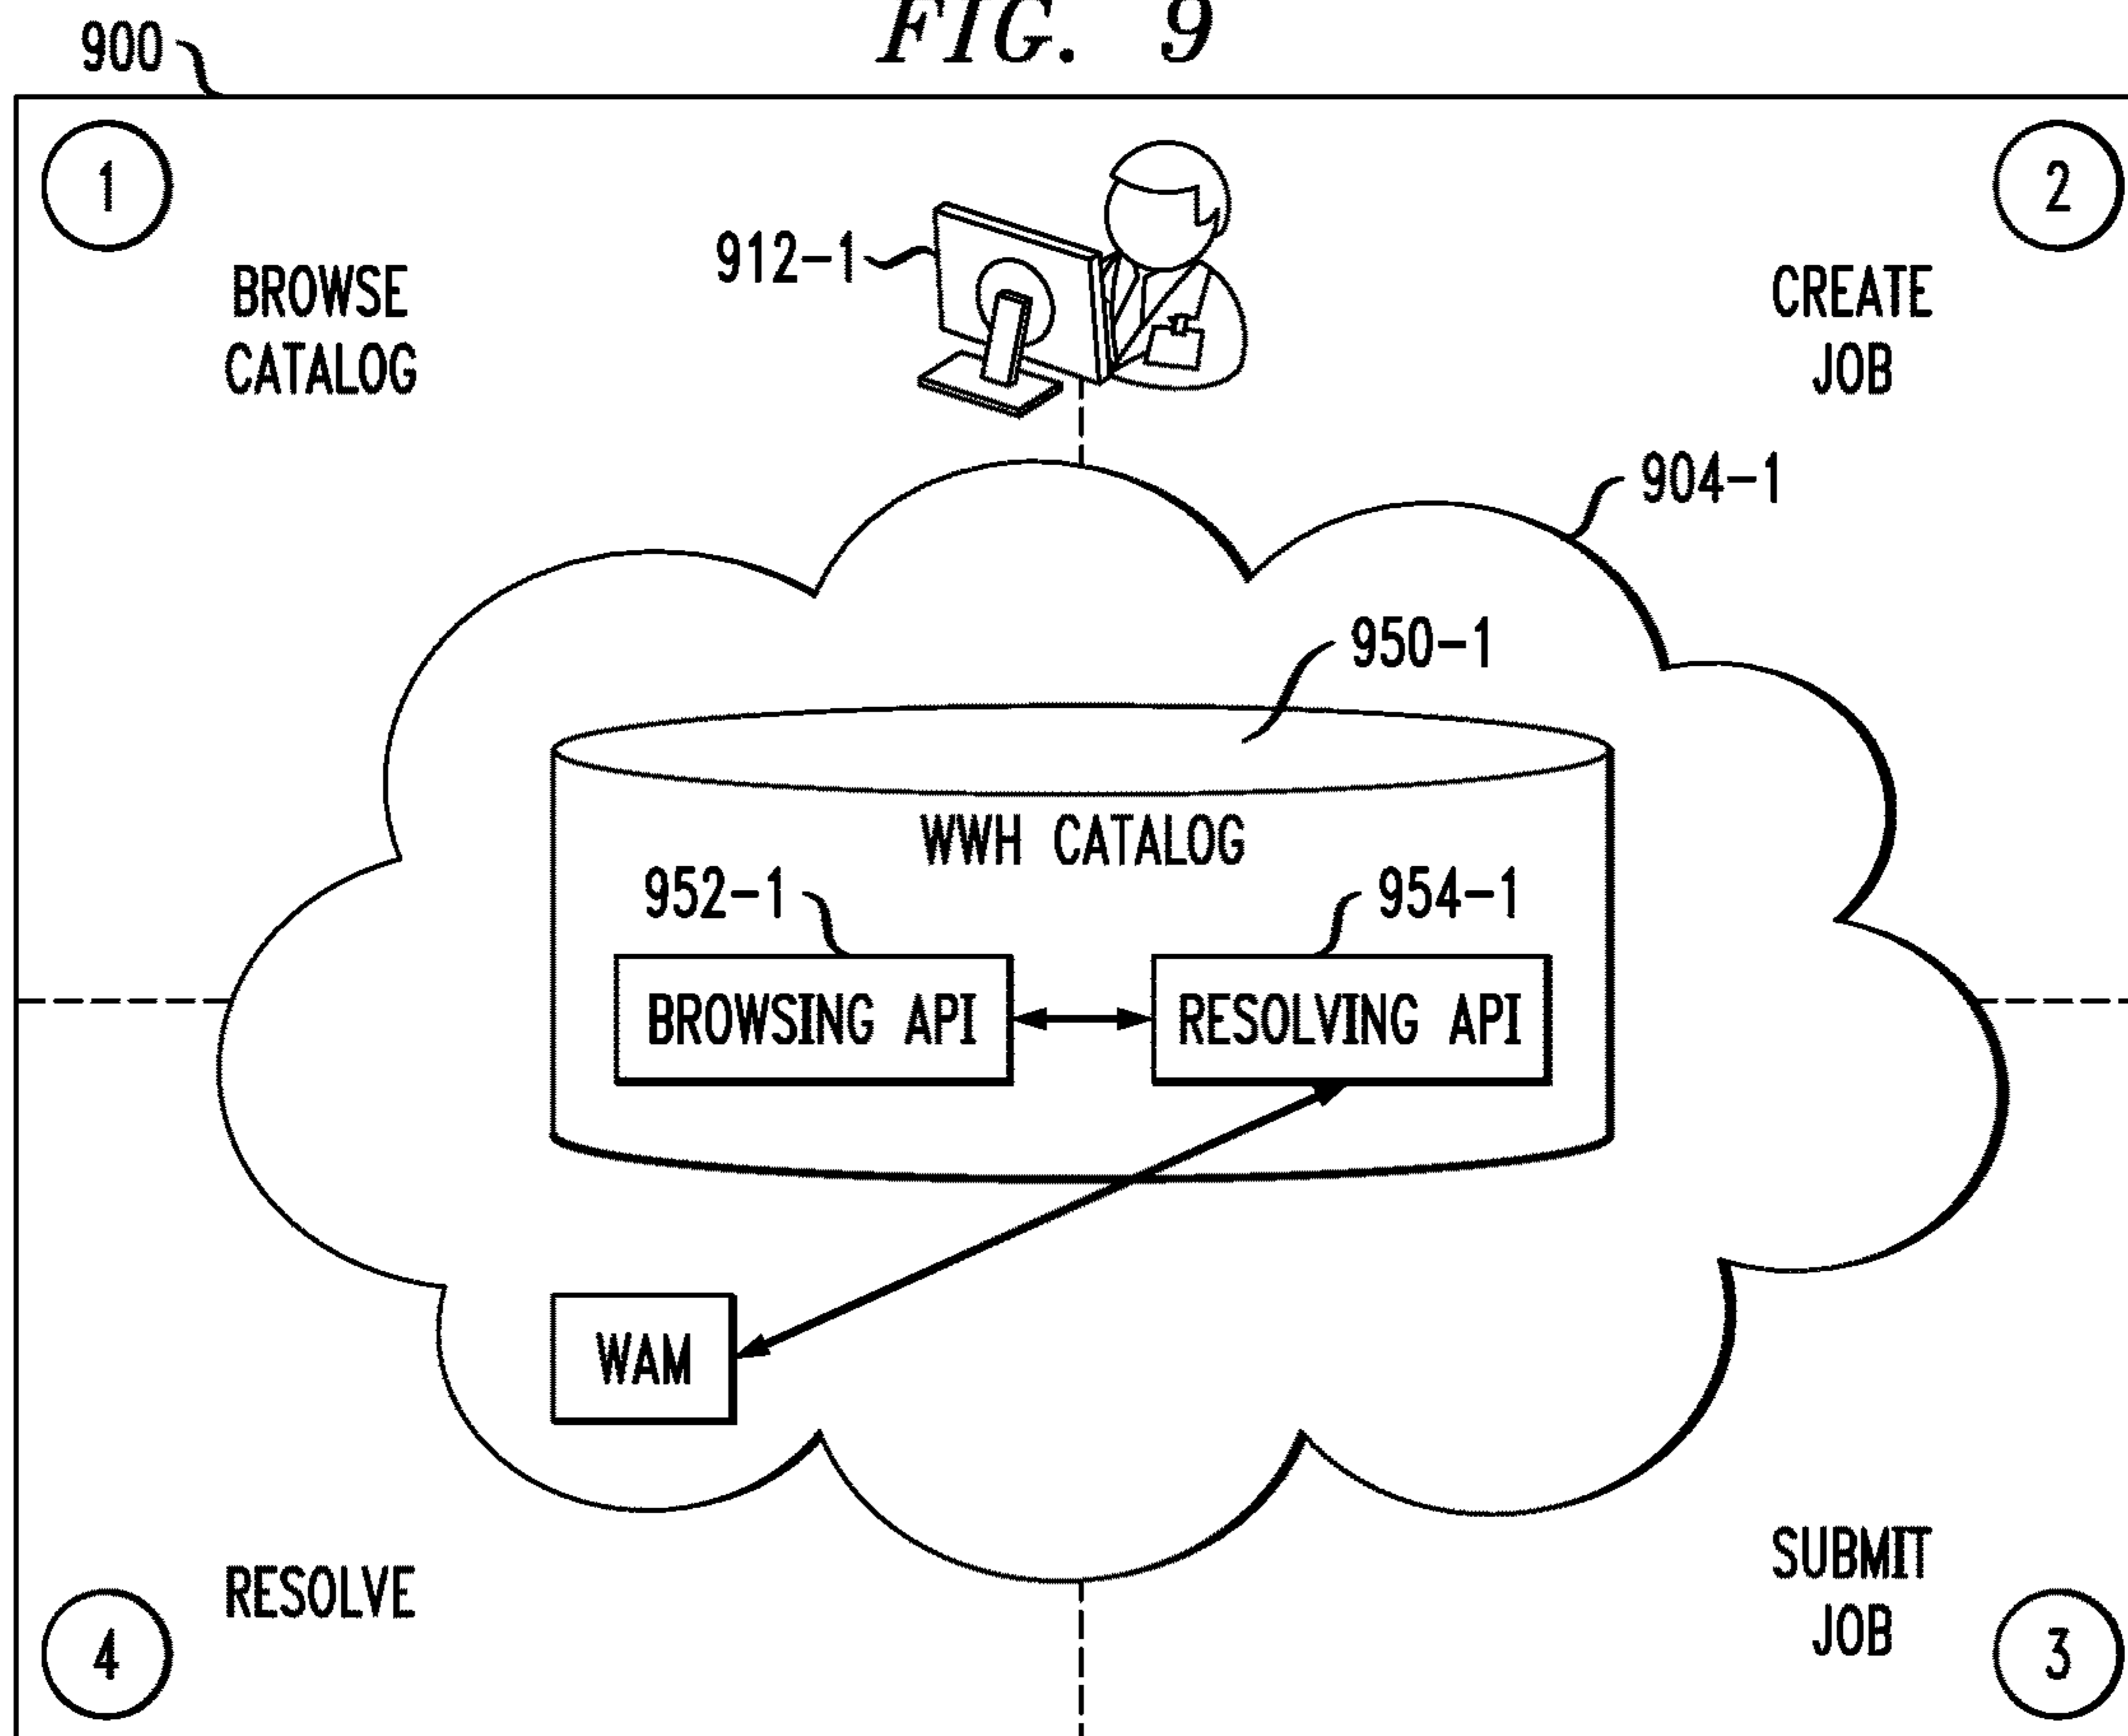 FIG. 9
900
1
2
912-1
BROWSE
CATALOG
CREATE
JOB
904-1
950-1
WWH CATALOG
952-1
954-1
BROWSING API
RESOLVING API
WAM
RESOLVE
SUBMIT
JOB
4
3